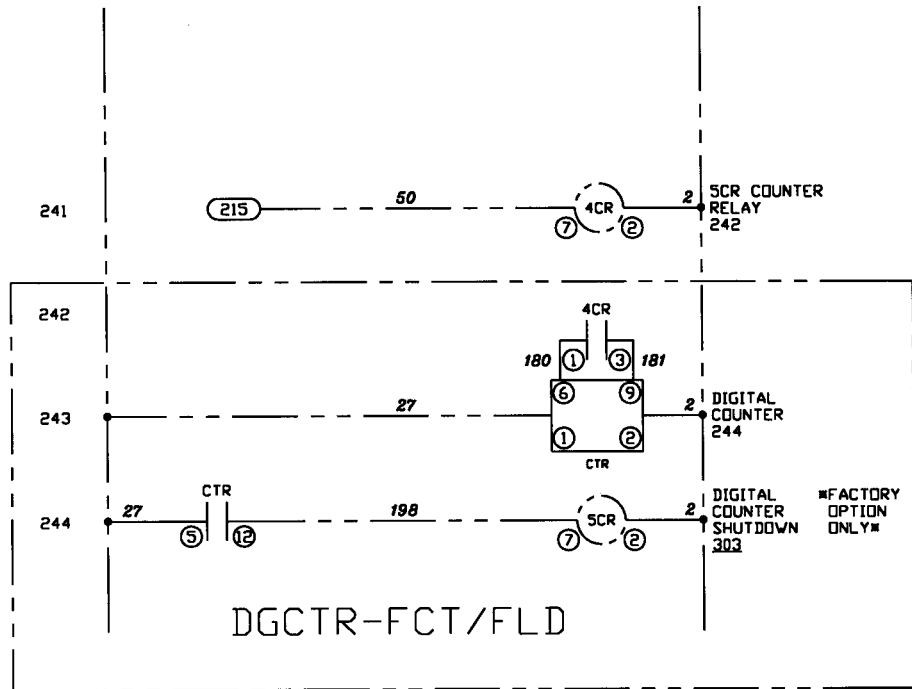 241
215
50
4CR
7
2
2
5CR COUNTER
RELAY
242
242
4CR
180
1
3
181
6
9
243
27
2
DIGITAL
COUNTER
244
1
2
CTR
244
27
CTR
5
12
198
5CR
7
2
2
DIGITAL
COUNTER
SHUTDOWN
303
*FACTORY
OPTION
ONLY*
DGCTR-FCT/FLD